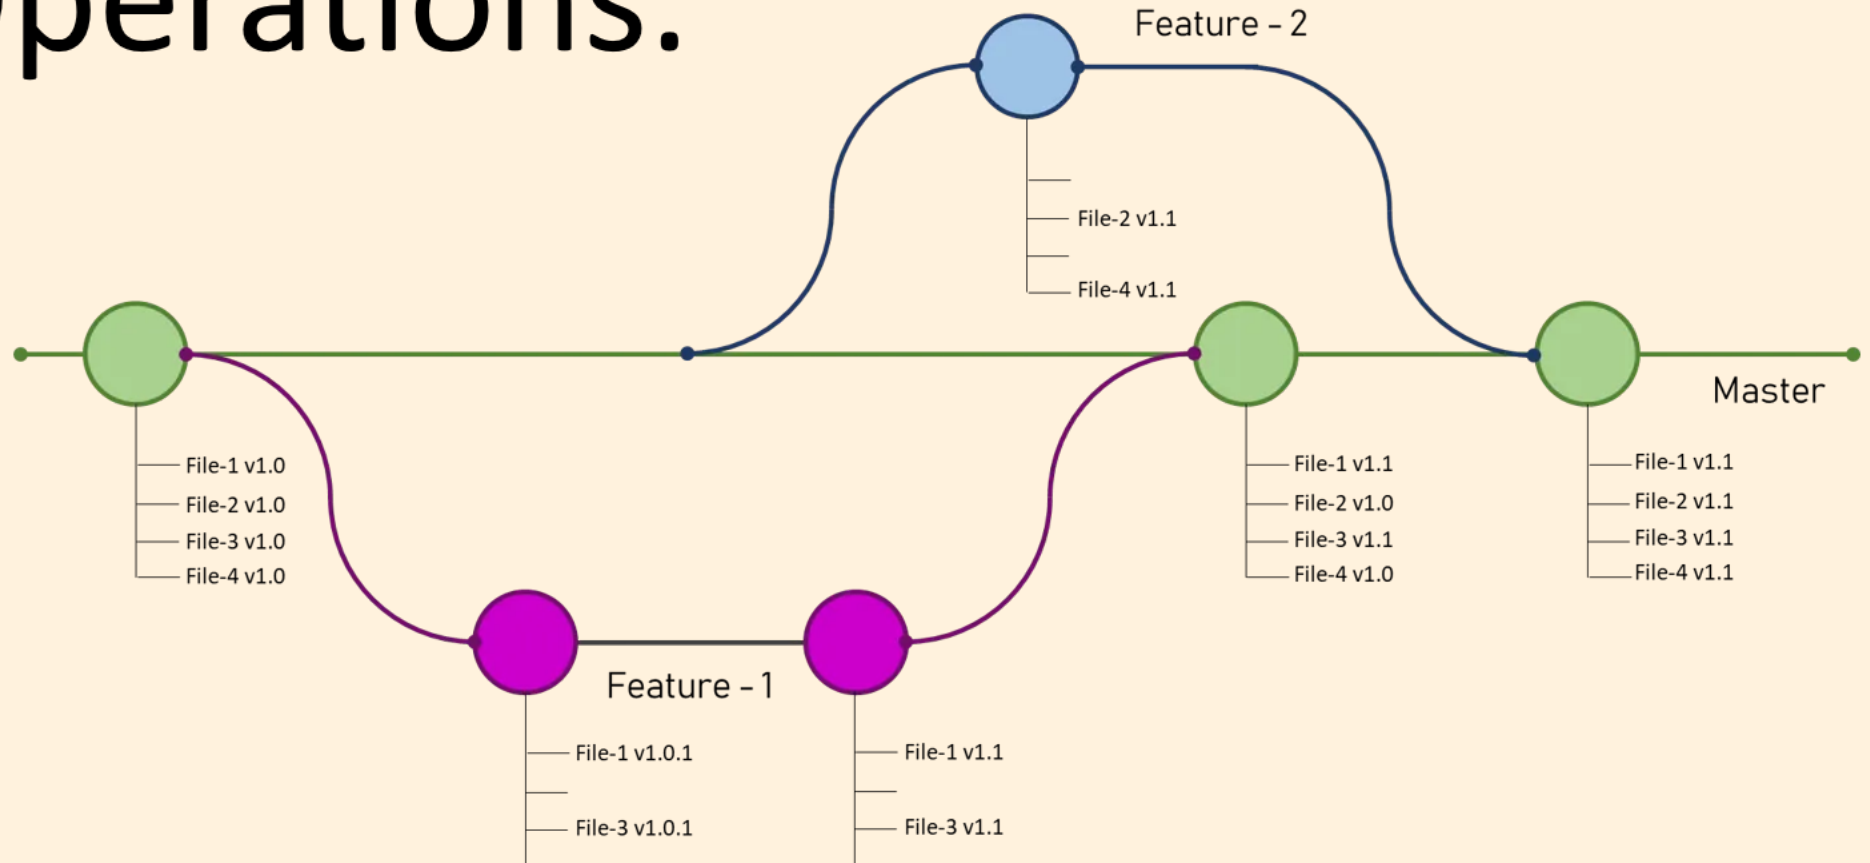 perations.
Feature - 2
File-2 v1.1
File-4 v1.1
Master
File-1 v1.0
File-2 v1.0
File-3 v1.0
File-4 v1.0
File-1 v1.1
File-2 v1.0
File-3 v1.1
File-4 v1.0
File-1 v1.1
File-2 v1.1
File-3 v1.1
File-4 v1.1
Feature - 1
File-1 v1.0.1
File-3 v1.0.1
File-1 v1.1
File-3 v1.1